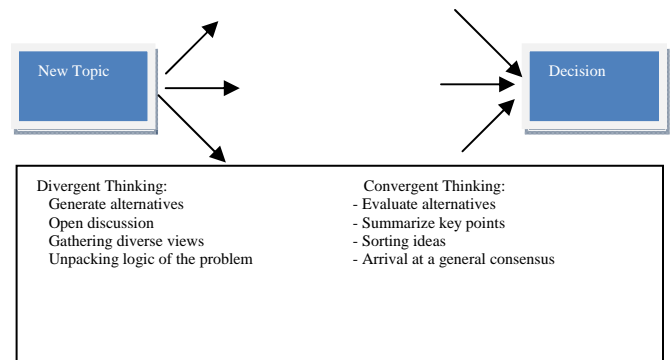 New Topic
Decision
Divergent Thinking:
Generate alternatives
Open discussion
Gathering diverse views
Unpacking logic of the problem
Convergent Thinking:
- Evaluate alternatives
- Summarize key points
- Sorting ideas
- Arrival at a general consensus